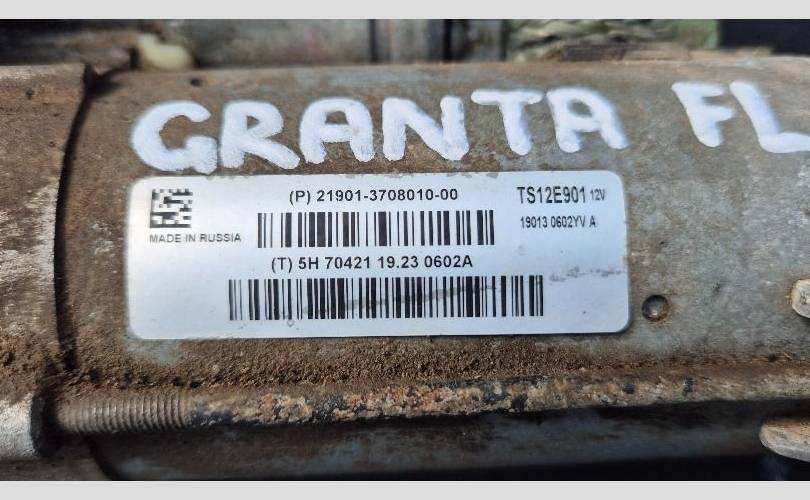 GRANTA FL
(P) 21901-3708010-00
TS12E901 12V
19013 0602YV A
MADE IN RUSSIA
(T) 5H 70421 19.23 0602A